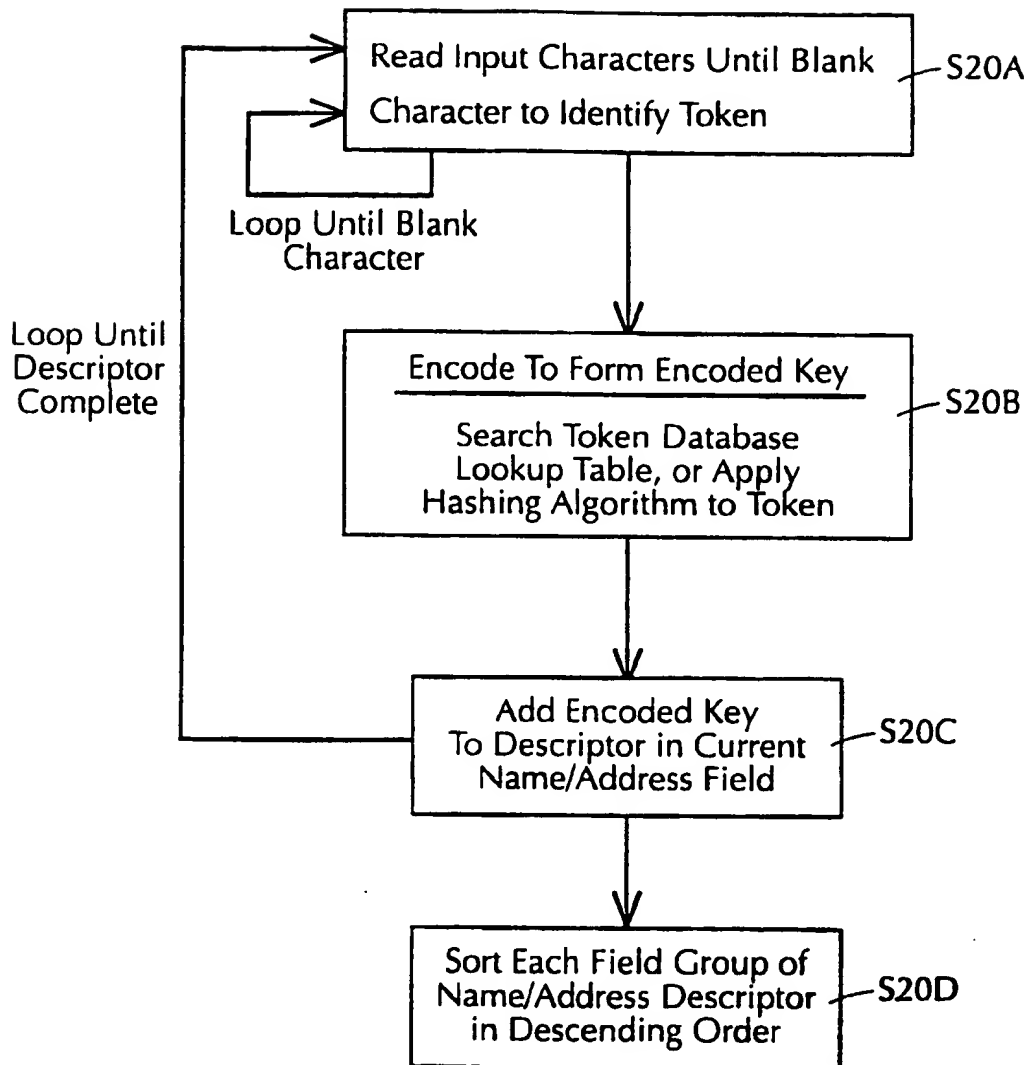 Read Input Characters Until Blank
Character to Identify Token
S20A
Loop Until Blank
Character
Loop Until
Descriptor
Complete
Encode To Form Encoded Key
Search Token Database
Lookup Table, or Apply
Hashing Algorithm to Token
S20B
Add Encoded Key
To Descriptor in Current
Name/Address Field
S20C
Sort Each Field Group of
Name/Address Descriptor
in Descending Order
S20D